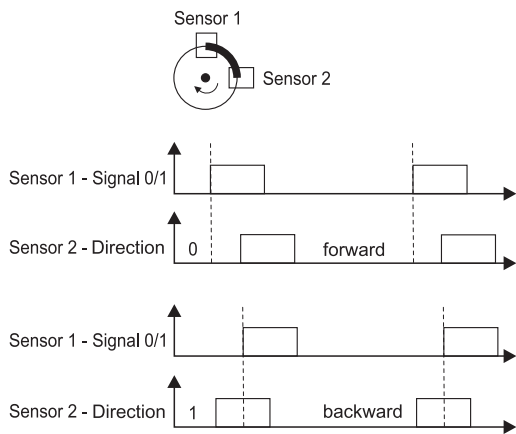 Sensor 1
Sensor 2
Sensor 1 - Signal 0/1
Sensor 2 - Direction 0 forward
Sensor 1 - Signal 0/1
Sensor 2 - Direction 1 backward